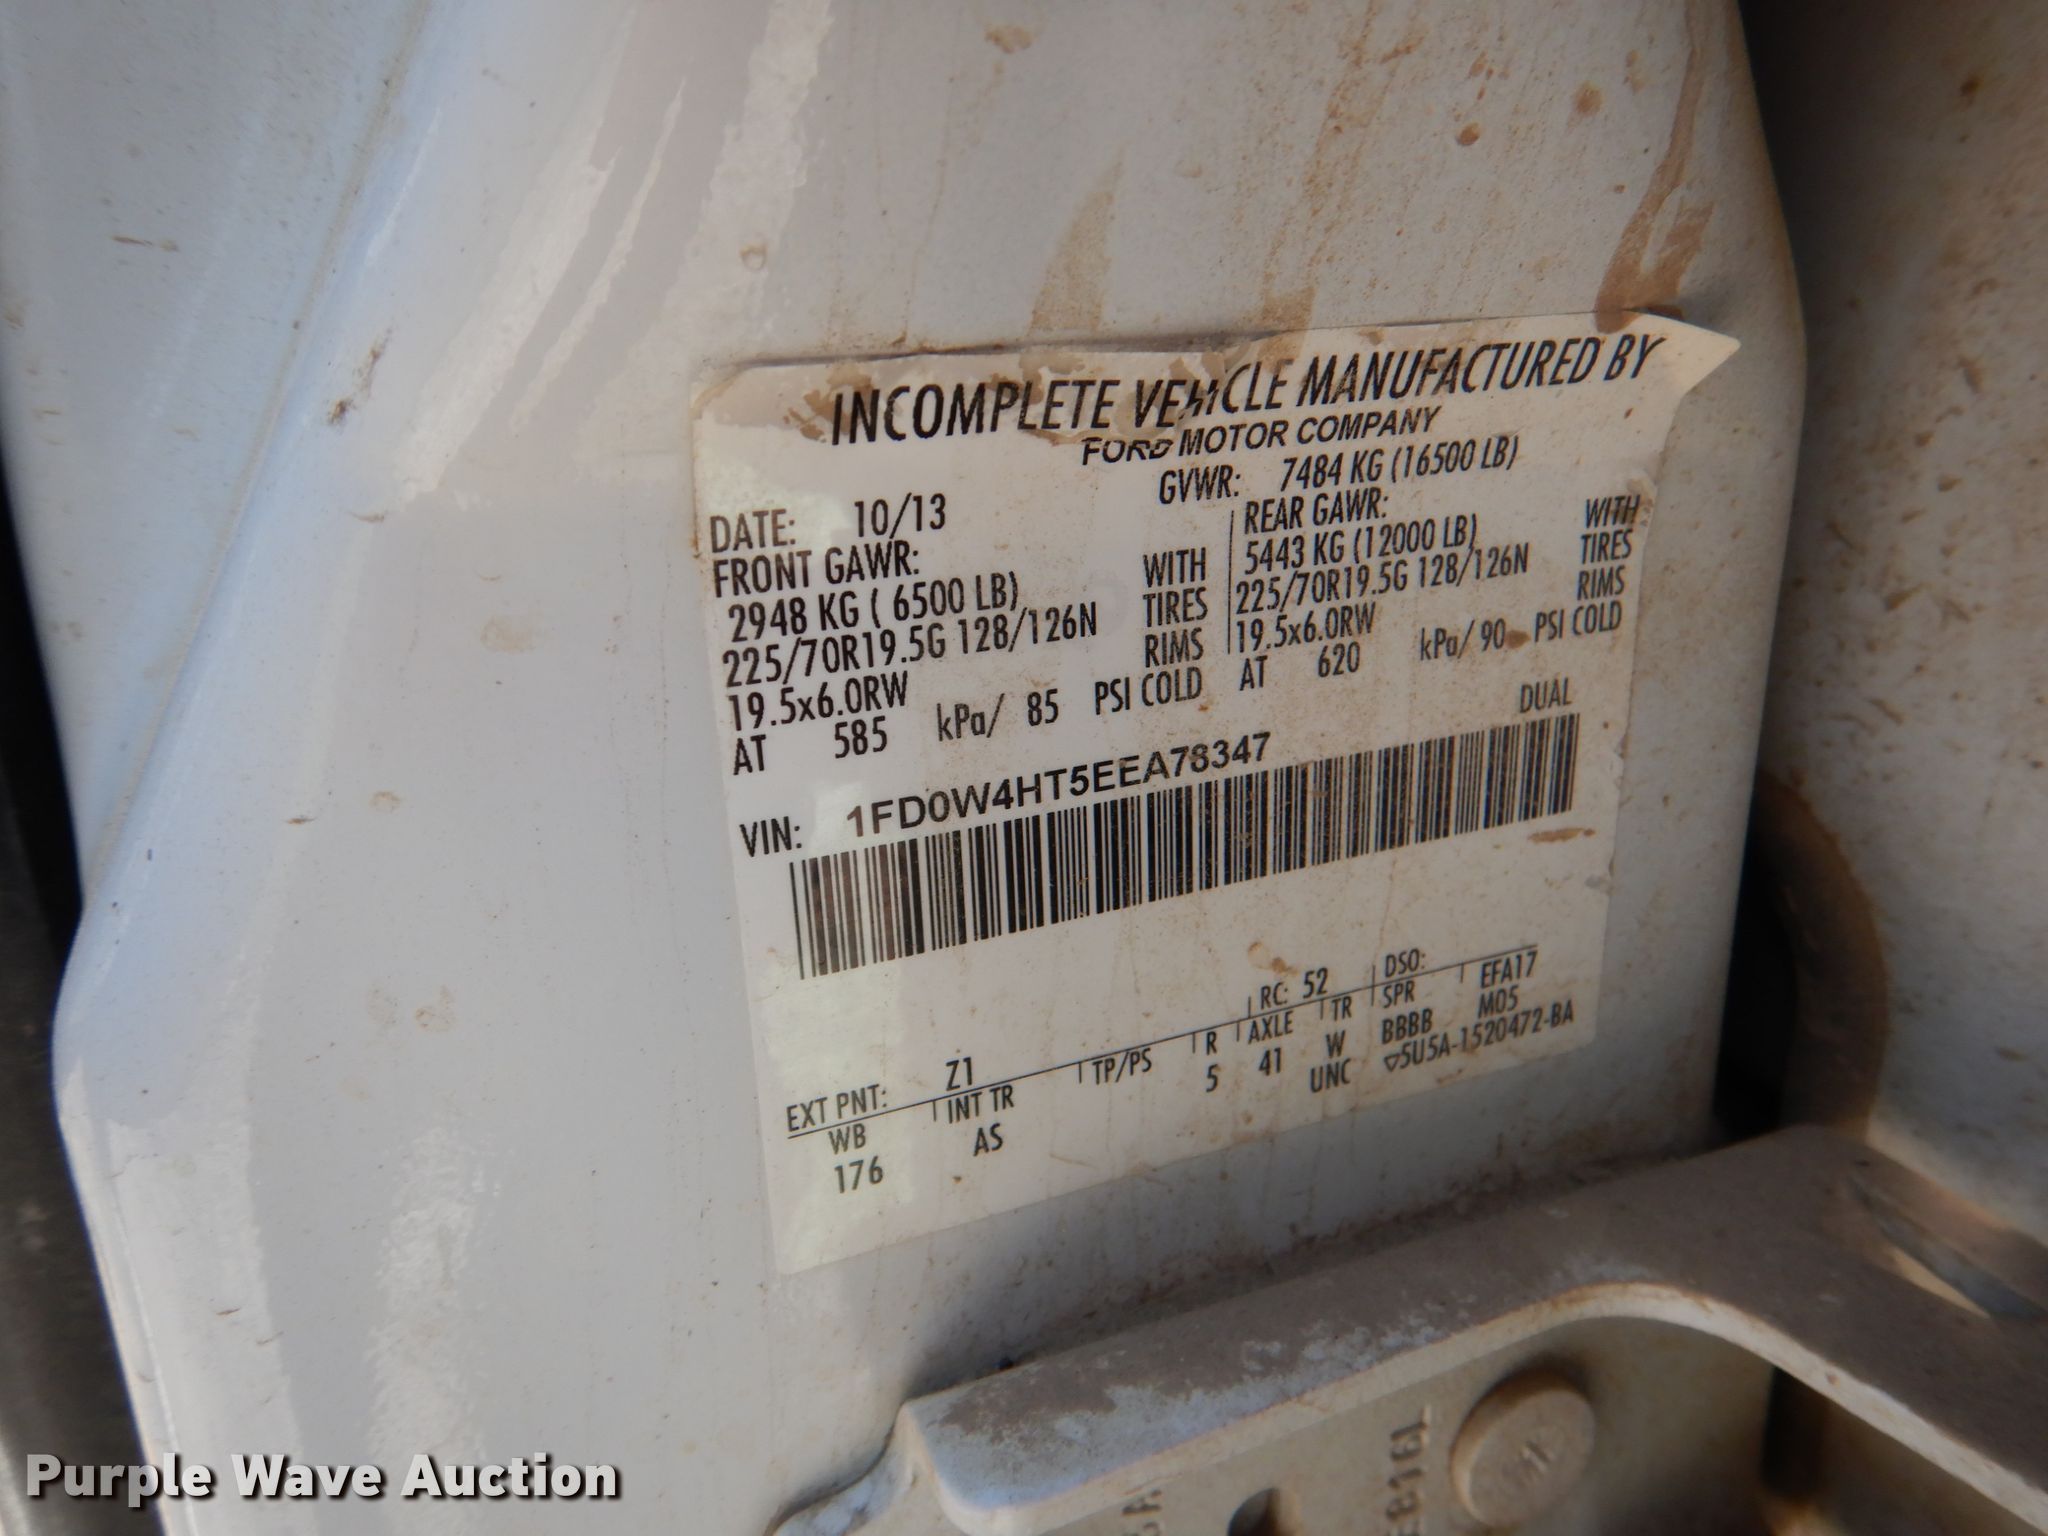 INCOMPLETE VEHICLE MANUFACTURED BY
FORD MOTOR COMPANY
DATE: 10/13 GVWR: 7484 KG (16500 LB)
FRONT GAWR: REAR GAWR:
2948 KG ( 6500 LB) WITH 5443 KG (12000 LB) WITH
225/70R19.5G 128/126N TIRES 225/70R19.5G 128/126N TIRES
19.5x6.0RW RIMS 19.5x6.0RW RIMS
AT 585 kPa/ 85 PSI COLD AT 620 kPa/ 90 PSI COLD
DUAL
VIN: 1FD0W4HT5EEA78347
EXT PNT: Z1 RC: 52 DSO:
WB INT TR TP/PS R AXLE TR SPR EFA17
176 AS 5 41 W BBBB M05
UNC ▽5U5A-1520472-BA
Purple Wave Auction